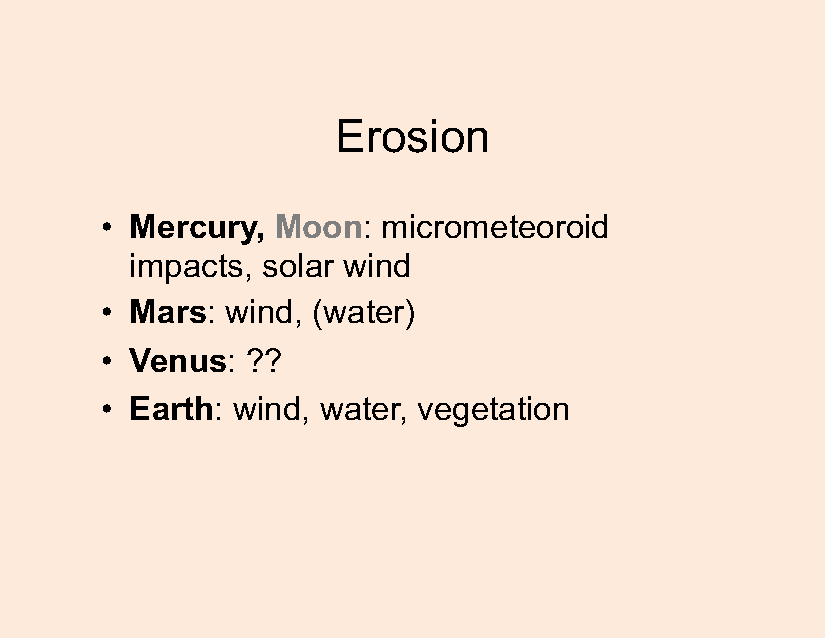 Erosion
• Mercury, Moon: micrometeoroid
impacts, solar wind
• Mars: wind, (water)
• Venus: ??
• Earth: wind, water, vegetation